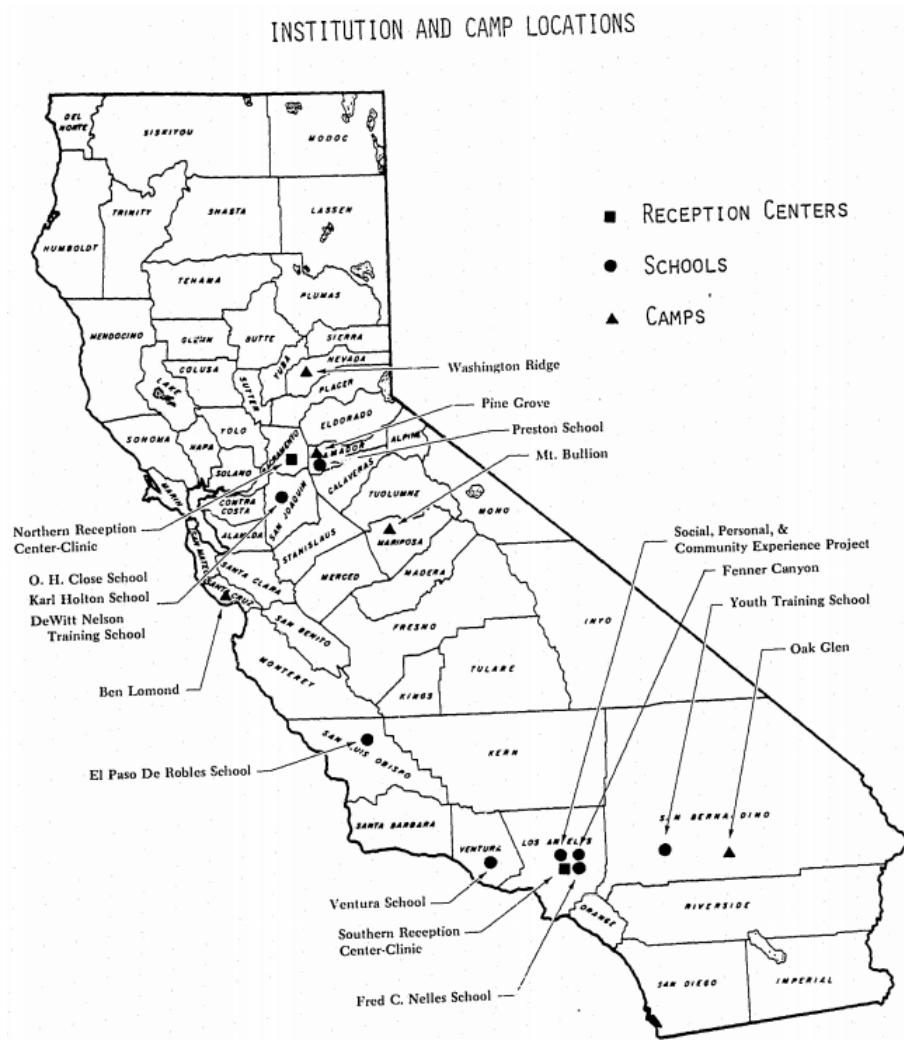 INSTITUTION AND CAMP LOCATIONS
RECEPTION CENTERS
SCHOOLS
CAMPS
DEL
NORTE
SISKIYOU
MODOC
HUMBOLDT
TRINITY
SHASTA
LASSEN
TEHAMA
PLUMAS
MENDOCINO
GLENN
BUTTE
SIERRA
COLUSA
YUBA
NEVADA
LAKE
SUTTER
PLACER
Washington Ridge
ELDORADO
Pine Grove
SONOMA
NAPA
YOLO
SACRAMENTO
AMADOR
ALPINE
Preston School
SOLANO
CALAVERAS
Mt. Bullion
MARIN
CONTRA
COSTA
SAN JOAQUIN
TUOLUMNE
MONO
Northern Reception
Center-Clinic
ALAMEDA
STANISLAUS
MARIPOSA
Social, Personal, &
Community Experience Project
SAN MATEO
SANTA CLARA
MERCED
MADERA
Fenner Canyon
O. H. Close School
Karl Holton School
DeWitt Nelson
Training School
SANTA CRUZ
Youth Training School
SAN BENITO
FRESNO
INYO
Oak Glen
Ben Lomond
MONTEREY
TULARE
KINGS
SAN LUIS OBISPO
KERN
El Paso De Robles School
SANTA BARBARA
VENTURA
LOS ANGELES
SAN BERNARDINO
Ventura School
ORANGE
RIVERSIDE
Southern Reception
Center-Clinic
SAN DIEGO
IMPERIAL
Fred C. Nelles School